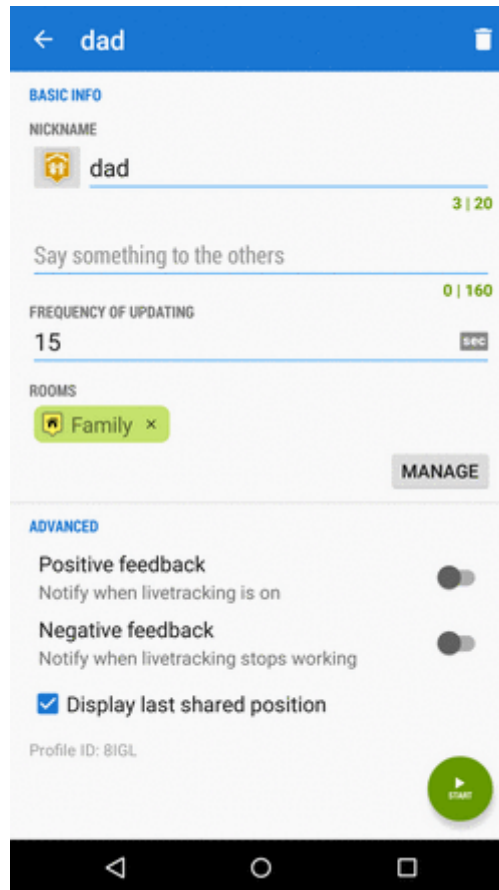 dad
BASIC INFO
NICKNAME
dad
3 | 20
Say something to the others
0 | 160
FREQUENCY OF UPDATING
15 sec
ROOMS
Family ×
MANAGE
ADVANCED
Positive feedback
Notify when livetracking is on
Negative feedback
Notify when livetracking stops working
Display last shared position
Profile ID: 8IGL
START